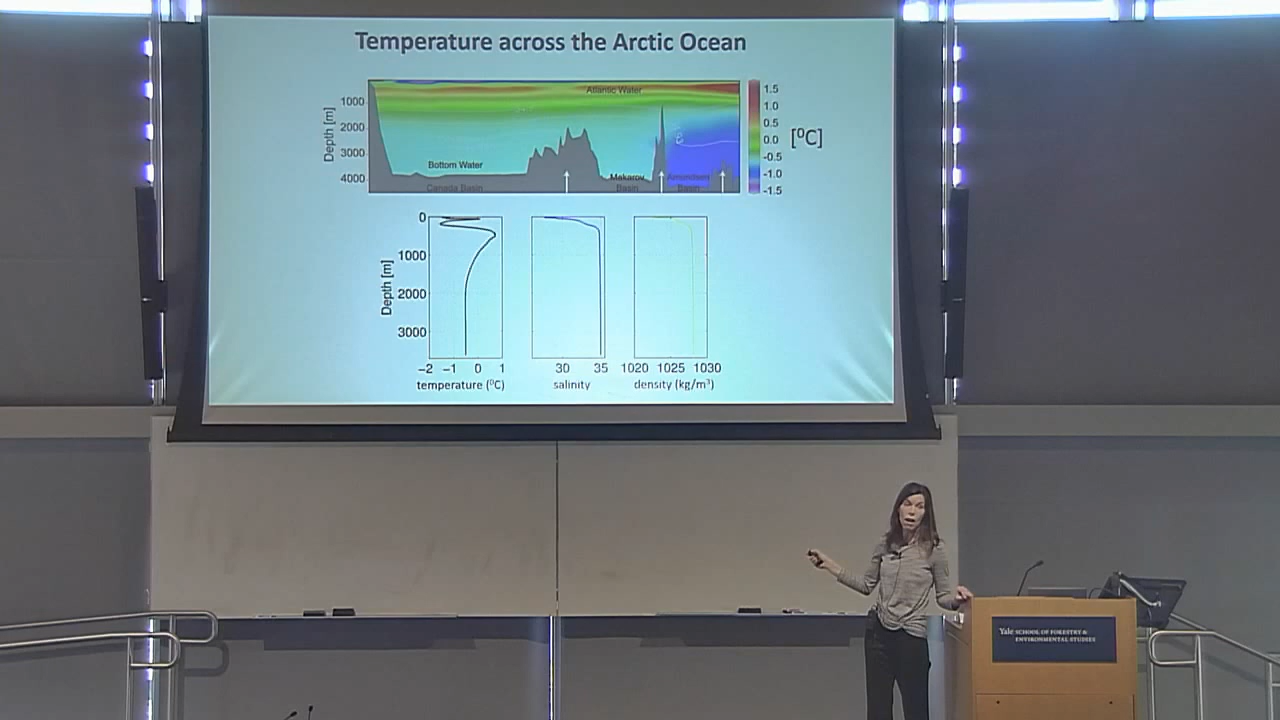 Temperature across the Arctic Ocean
Atlantic Water
1000
2000
3000
4000
Depth [m]
Bottom Water
Canada Basin
Makarov
Basin
Amundsen
Basin
1.5
1.0
0.5
0.0
-0.5
-1.0
-1.5
[⁰C]
0
1000
2000
3000
Depth [m]
−2 −1 0 1
temperature (⁰C)
30 35
salinity
1020 1025 1030
density (kg/m³)
Yale SCHOOL OF FORESTRY &
ENVIRONMENTAL STUDIES